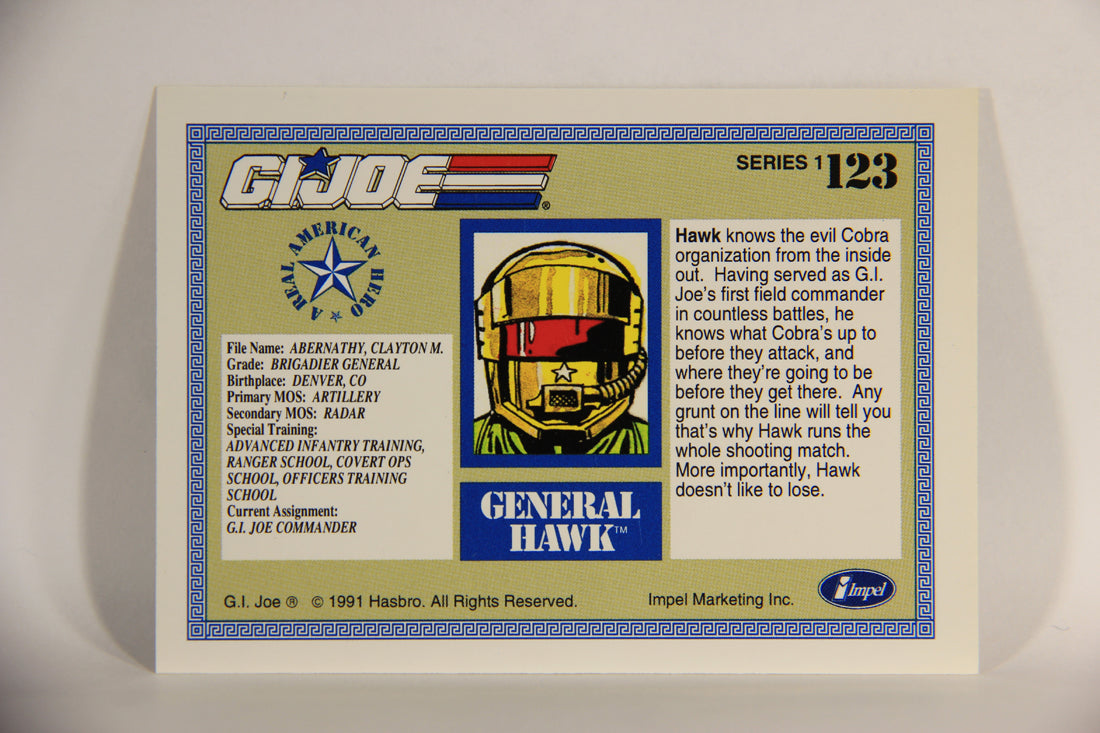 G.I. JOE ®
SERIES 1 123
A REAL AMERICAN HERO
File Name: ABERNATHY, CLAYTON M.
Grade: BRIGADIER GENERAL
Birthplace: DENVER, CO
Primary MOS: ARTILLERY
Secondary MOS: RADAR
Special Training:
ADVANCED INFANTRY TRAINING,
RANGER SCHOOL, COVERT OPS
SCHOOL, OFFICERS TRAINING
SCHOOL
Current Assignment:
G.I. JOE COMMANDER
GENERAL
HAWK™
Hawk knows the evil Cobra
organization from the inside
out. Having served as G.I.
Joe's first field commander
in countless battles, he
knows what Cobra's up to
before they attack, and
where they're going to be
before they get there. Any
grunt on the line will tell you
that's why Hawk runs the
whole shooting match.
More importantly, Hawk
doesn't like to lose.
G.I. Joe ® © 1991 Hasbro. All Rights Reserved.
Impel Marketing Inc.
Impel